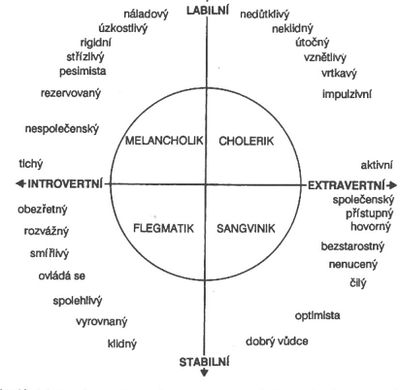 LABILNÍ
náladový
úzkostlivý
rigidní
střízlivý
pesimista
rezervovaný
nespolečenský
tichý
nedůtklivý
neklidný
útočný
vznětlivý
vrtkavý
impulzivní
aktivní
MELANCHOLIK
CHOLERIK
INTROVERTNÍ
EXTRAVERTNÍ
FLEGMATIK
SANGVINIK
obezřetný
rozvážný
smířlivý
ovládá se
spolehlivý
vyrovnaný
klidný
společenský
přístupný
hovorný
bezstarostný
nenucený
čilý
optimista
dobrý vůdce
STABILNÍ